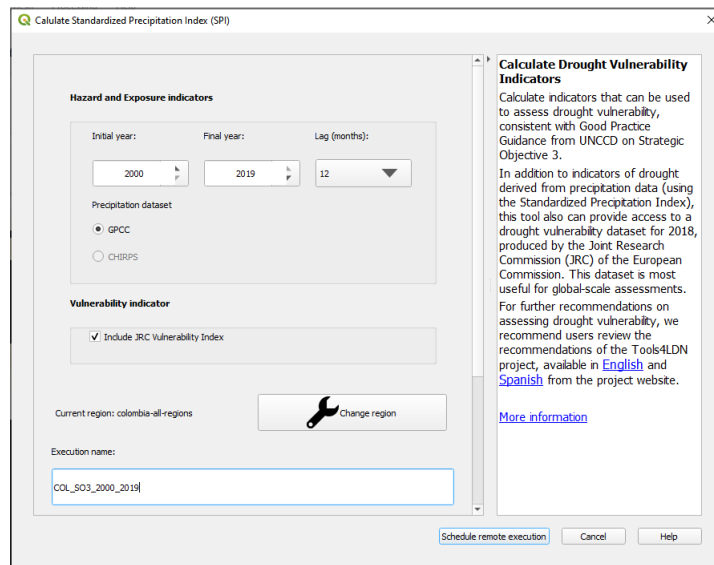 Calulate Standardized Precipitation Index (SPI)
Hazard and Exposure indicators
Initial year:
Final year:
Lag (months):
2000
2019
12
Precipitation dataset
GPCC
CHIRPS
Vulnerability indicator
Include JRC Vulnerability Index
Current region: colombia-all-regions
Change region
Execution name:
COL_SO3_2000_2019
Calculate Drought Vulnerability
Indicators
Calculate indicators that can be used
to assess drought vulnerability,
consistent with Good Practice
Guidance from UNCCD on Strategic
Objective 3.
In addition to indicators of drought
derived from precipitation data (using
the Standardized Precipitation Index),
this tool also can provide access to a
drought vulnerability dataset for 2018,
produced by the Joint Research
Commission (JRC) of the European
Commission. This dataset is most
useful for global-scale assessments.
For further recommendations on
assessing drought vulnerability, we
recommend users review the
recommendations of the Tools4LDN
project, available in English and
Spanish from the project website.
More information
Schedule remote execution
Cancel
Help